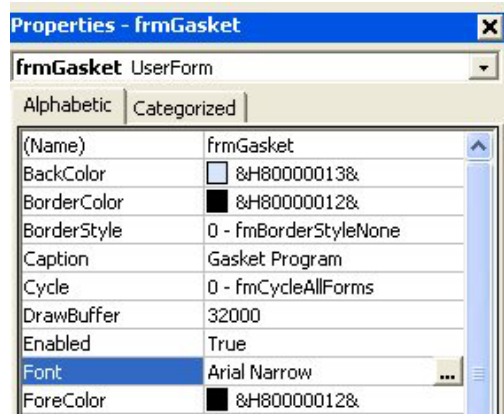 Properties - frmGasket
frmGasket UserForm
Alphabetic Categorized
(Name) frmGasket
BackColor &H80000013&
BorderColor &H80000012&
BorderStyle 0 - fmBorderStyleNone
Caption Gasket Program
Cycle 0 - fmCycleAllForms
DrawBuffer 32000
Enabled True
Font Arial Narrow ...
ForeColor &H80000012&